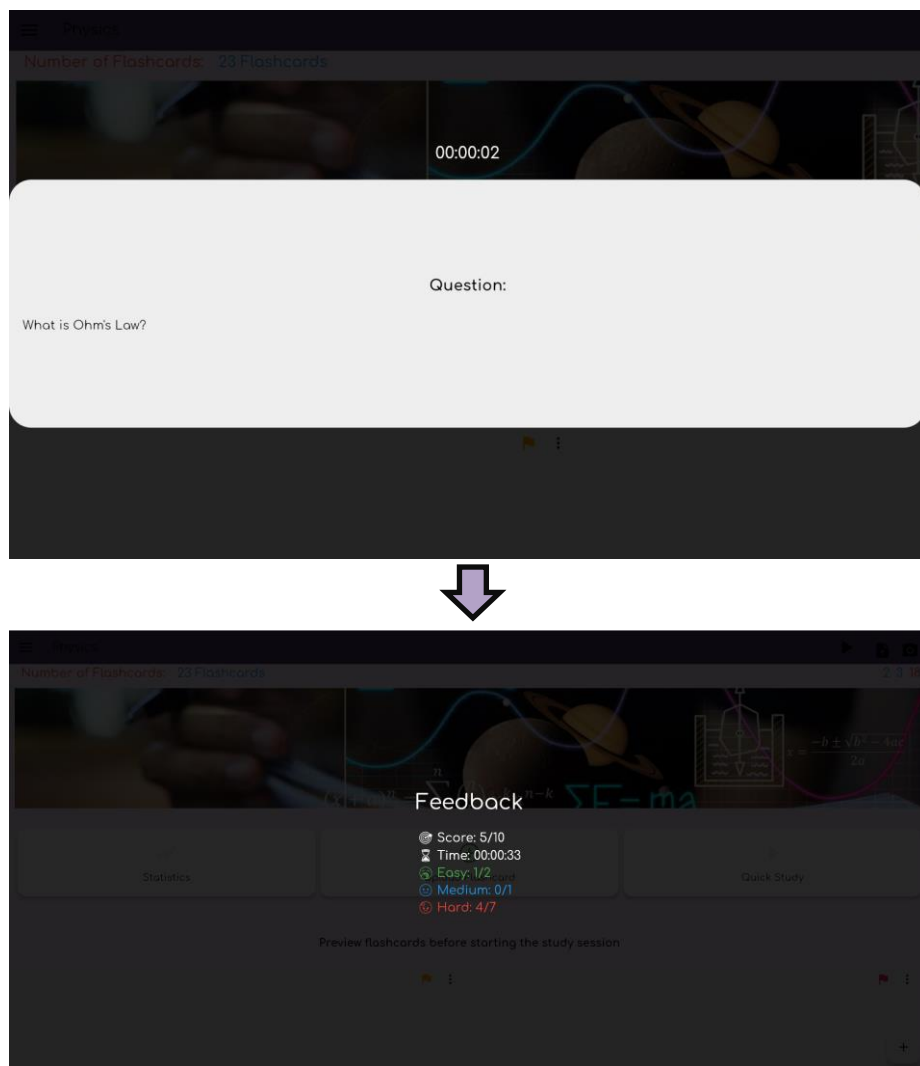 Physics
Number of Flashcards: 23 Flashcards
00:00:02
Question:
What is Ohm's Law?
Physics
Number of Flashcards: 23 Flashcards
2 3
Feedback
Score: 5/10
Time: 00:00:33
Easy: 1/2
Medium: 0/1
Hard: 4/7
Statistics
Quick Study
Preview flashcards before starting the study session
+